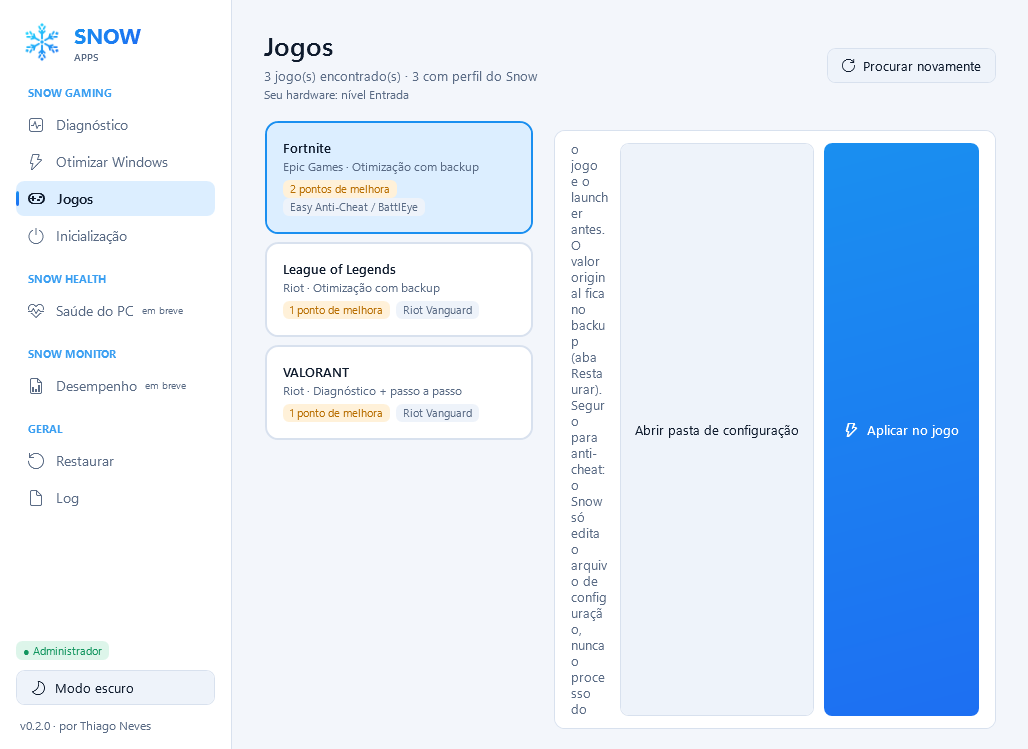 SNOW
APPS
SNOW GAMING
Diagnóstico
Otimizar Windows
Jogos
Inicialização
SNOW HEALTH
Saúde do PC em breve
SNOW MONITOR
Desempenho em breve
GERAL
Restaurar
Log
● Administrador
Modo escuro
v0.2.0 · por Thiago Neves
Jogos
3 jogo(s) encontrado(s) · 3 com perfil do Snow
Seu hardware: nível Entrada
Procurar novamente
Fortnite
Epic Games · Otimização com backup
2 pontos de melhora
Easy Anti-Cheat / BattlEye
League of Legends
Riot · Otimização com backup
1 ponto de melhora Riot Vanguard
VALORANT
Riot · Diagnóstico + passo a passo
1 ponto de melhora Riot Vanguard
o
jogo
e o
launch
er
antes.
O
valor
origin
al fica
no
backu
p
(aba
Resta
urar).
Segur
o
para
anti-
cheat:
o
Snow
só
edita
o
arquiv
o de
config
uraçã
o,
nunca
o
proce
sso
do
Abrir pasta de configuração
Aplicar no jogo